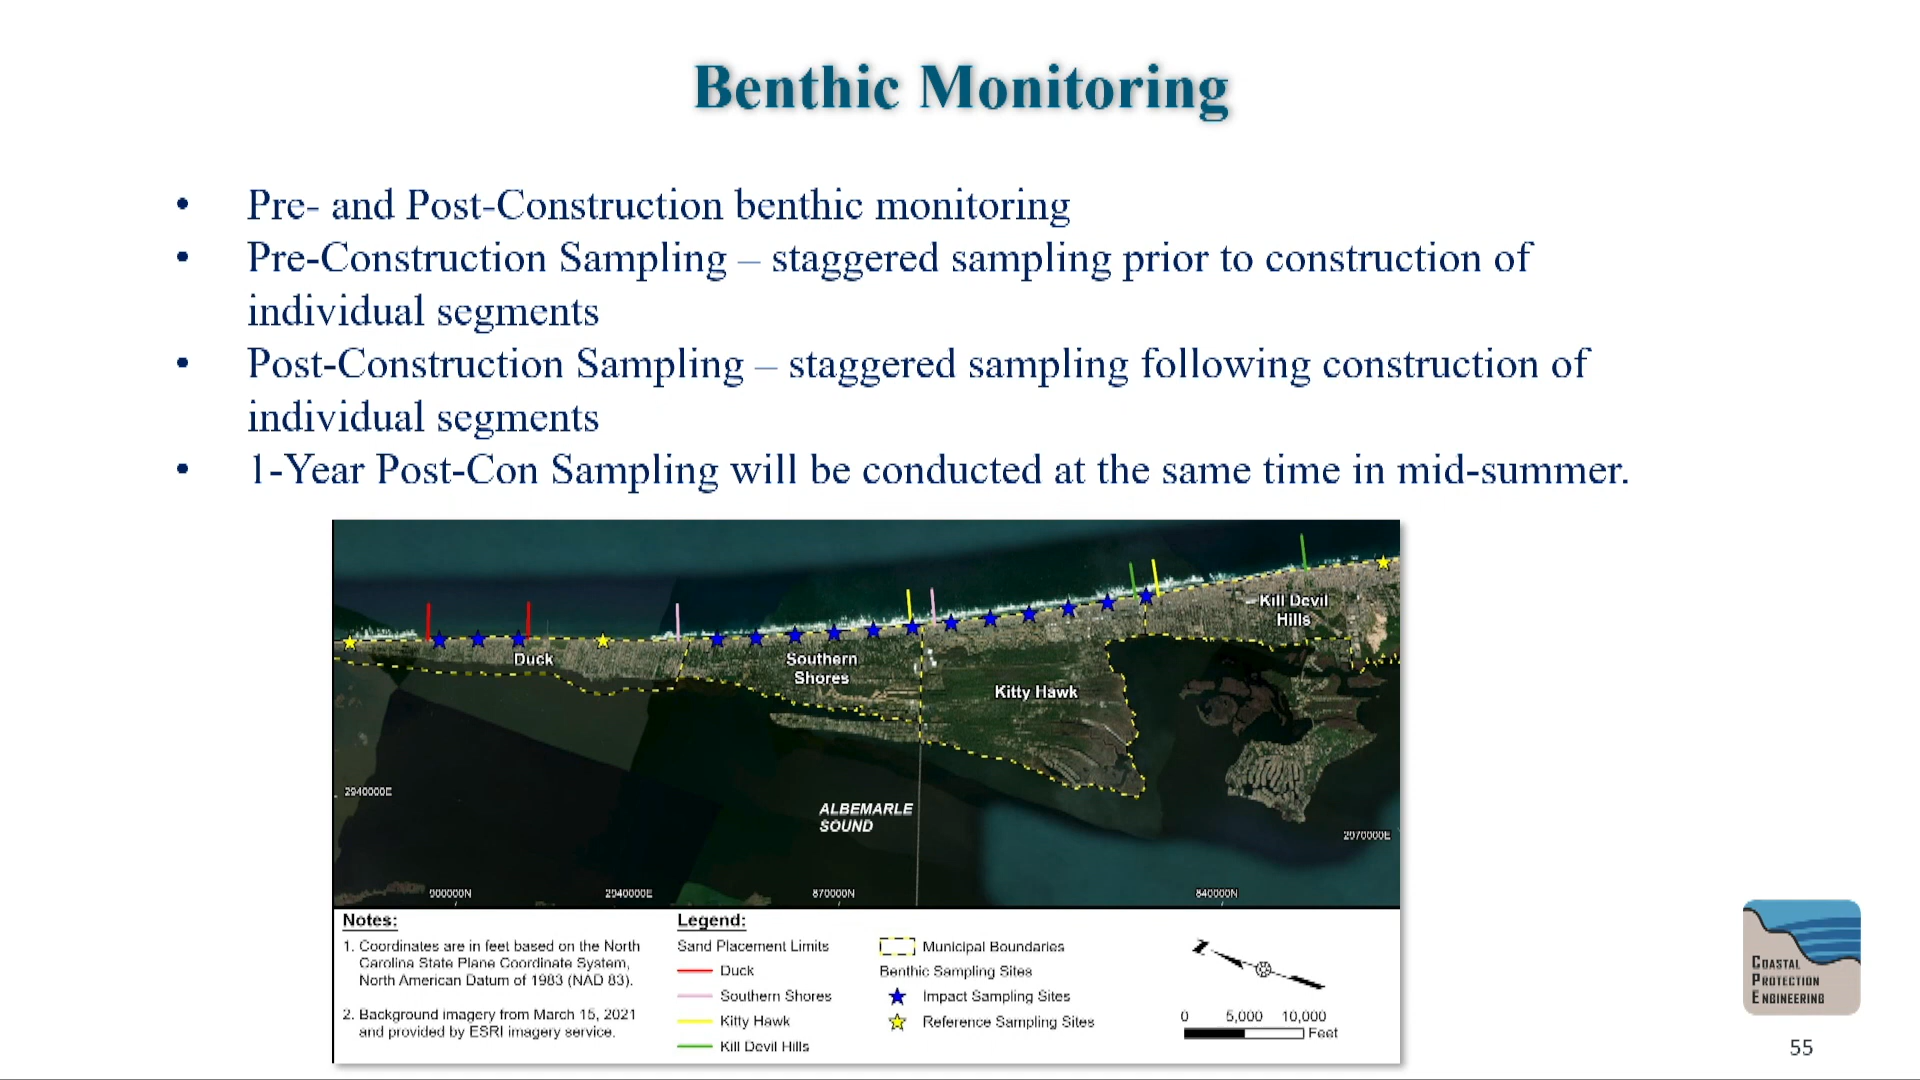 Benthic Monitoring
• Pre- and Post-Construction benthic monitoring
• Pre-Construction Sampling – staggered sampling prior to construction of
individual segments
• Post-Construction Sampling – staggered sampling following construction of
individual segments
• 1-Year Post-Con Sampling will be conducted at the same time in mid-summer.
Kill Devil
Hills
Duck
Southern
Shores
Kitty Hawk
2940000E
ALBEMARLE
SOUND
2970000E
900000N
2940000E
870000N
840000N
Notes:
1. Coordinates are in feet based on the North
Carolina State Plane Coordinate System,
North American Datum of 1983 (NAD 83).
2. Background imagery from March 15, 2021
and provided by ESRI imagery service.
Legend:
Sand Placement Limits
Duck
Southern Shores
Kitty Hawk
Kill Devil Hills
Municipal Boundaries
Benthic Sampling Sites
Impact Sampling Sites
Reference Sampling Sites
Z
0 5,000 10,000
Feet
COASTAL
PROTECTION
ENGINEERING
55